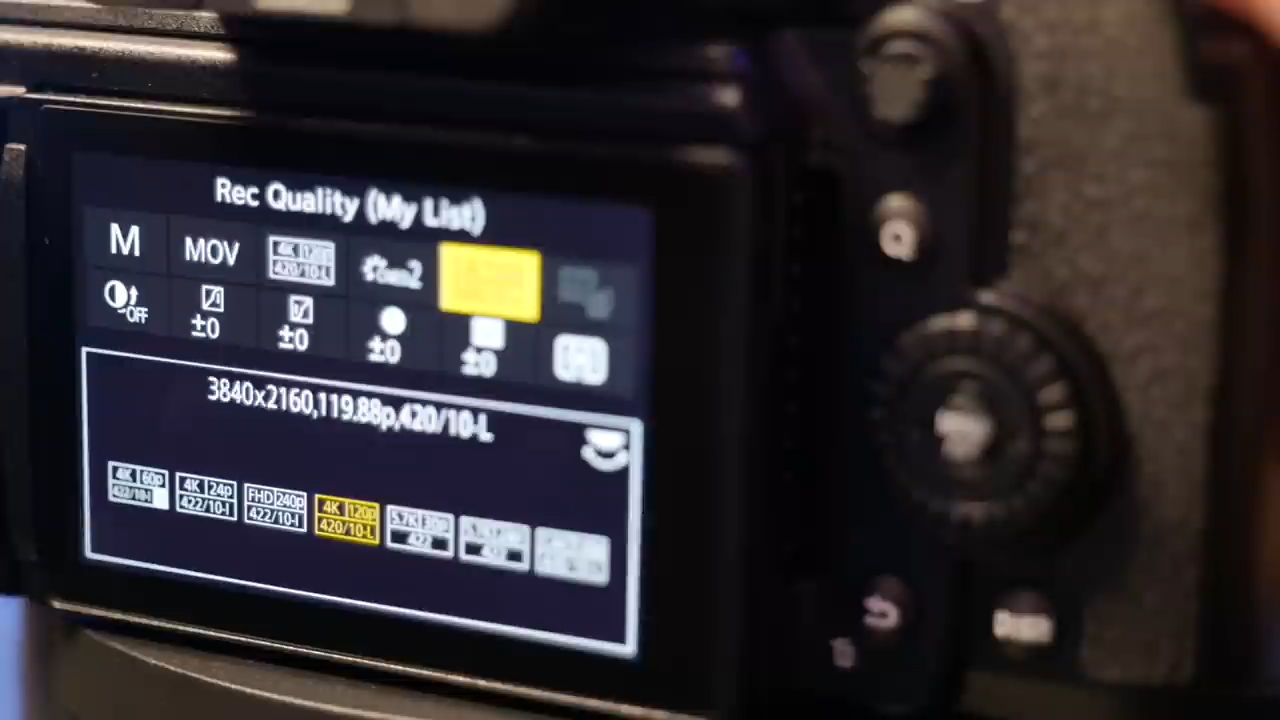 Rec Quality (My List)
M MOV 4K 120p
420/10-L
OFF ±0 ±0 ±0 ±0
3840x2160,119.88p,420/10-L
4K 60p 4K 24p FHD 240p 4K 120p 5.7K 30p
422/10-I 422/10-I 422/10-I 420/10-L 422
Q